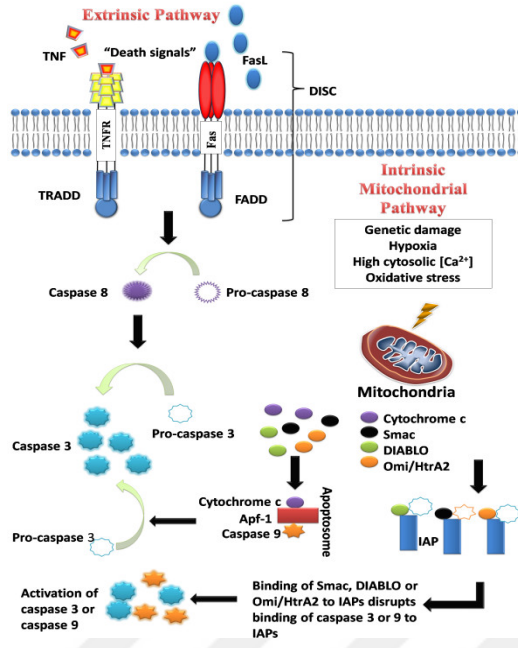 Extrinsic Pathway
TNF
“Death signals”
FasL
DISC
TNFR
Fas
TRADD
FADD
Intrinsic
Mitochondrial
Pathway
Genetic damage
Hypoxia
High cytosolic [Ca²⁺]
Oxidative stress
Caspase 8
Pro-caspase 8
Mitochondria
Cytochrome c
Smac
DIABLO
Omi/HtrA2
Caspase 3
Pro-caspase 3
Cytochrome c
Apf-1
Caspase 9
Apoptosome
IAP
Pro-caspase 3
Activation of
caspase 3 or
caspase 9
Binding of Smac, DIABLO or
Omi/HtrA2 to IAPs disrupts
binding of caspase 3 or 9 to
IAPs